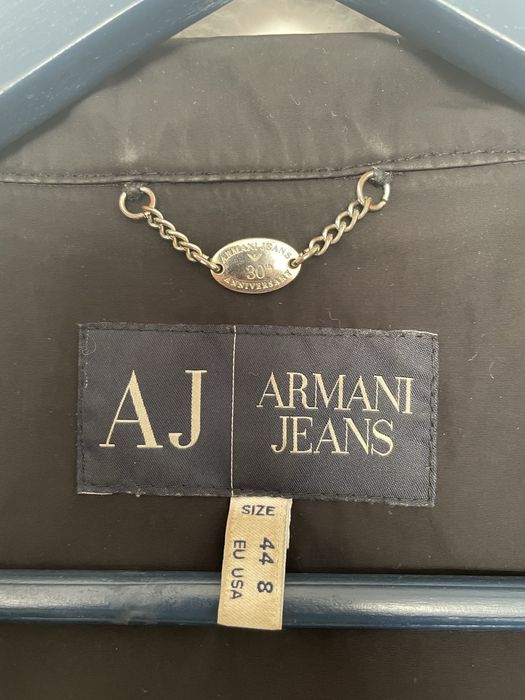 ARMANI JEANS
30TH
ANNIVERSARY
AJ
ARMANI
JEANS
SIZE
44 8
EU USA